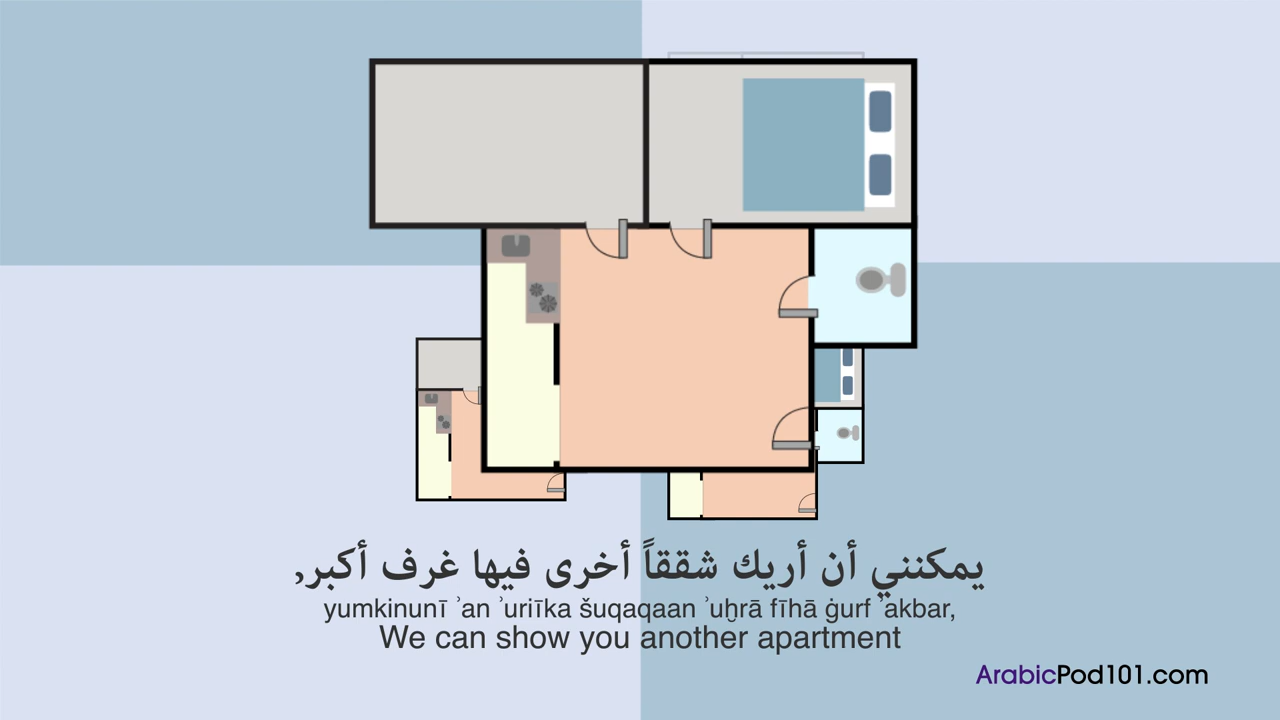 يمكنني أن أريك شققاً أخرى فيها غرف أكبر,
yumkinunī ʾan ʾuriīka šuqaqaan ʾuḫrā fīhā ġurf ʾakbar,
We can show you another apartment
ArabicPod101.com